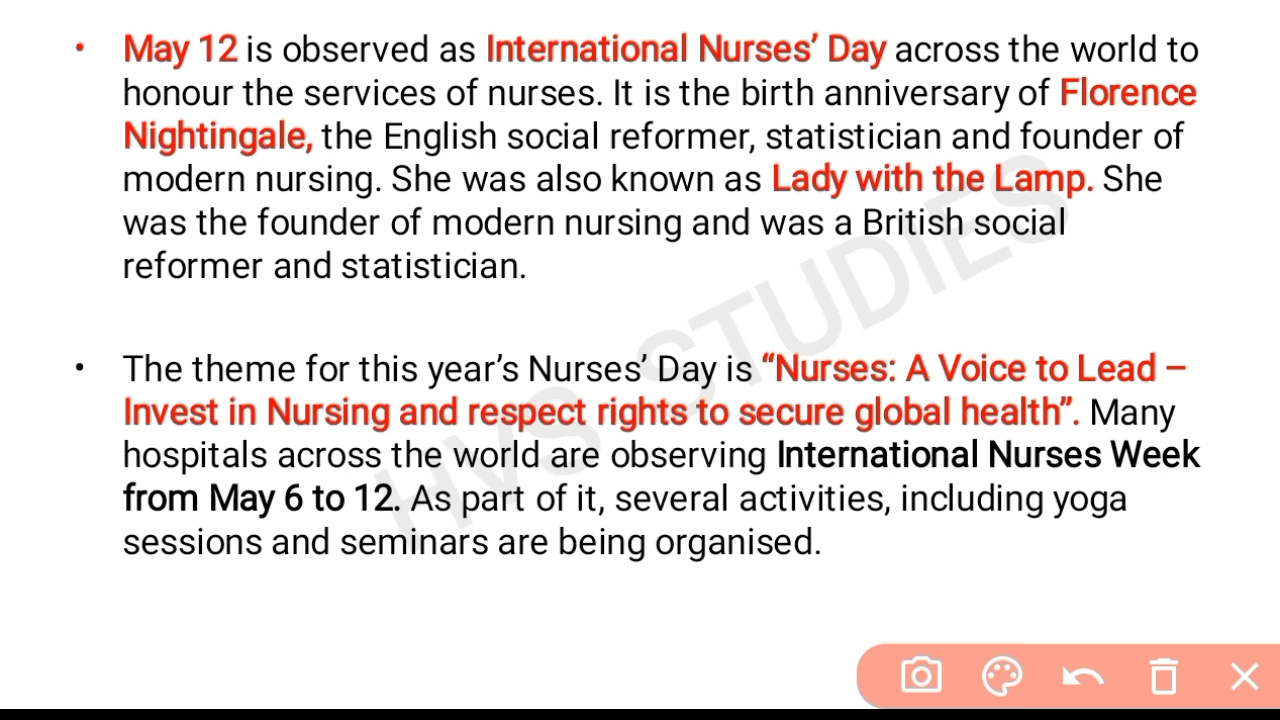 • May 12 is observed as International Nurses’ Day across the world to
honour the services of nurses. It is the birth anniversary of Florence
Nightingale, the English social reformer, statistician and founder of
modern nursing. She was also known as Lady with the Lamp. She
was the founder of modern nursing and was a British social
reformer and statistician.
• The theme for this year’s Nurses’ Day is “Nurses: A Voice to Lead –
Invest in Nursing and respect rights to secure global health”. Many
hospitals across the world are observing International Nurses Week
from May 6 to 12. As part of it, several activities, including yoga
sessions and seminars are being organised.
HVS STUDIES